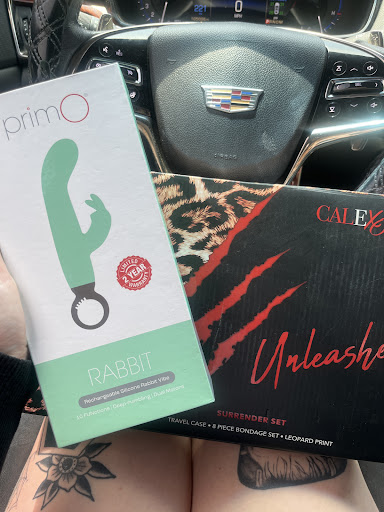 primO
LIMITED
2 YEAR
WARRANTY
RABBIT
Rechargeable Silicone Rabbit Vibe
CALEX
Unleashe
SURRENDER SET
TRAVEL CASE • 8 PIECE BONDAGE SET • LEOPARD PRINT
0